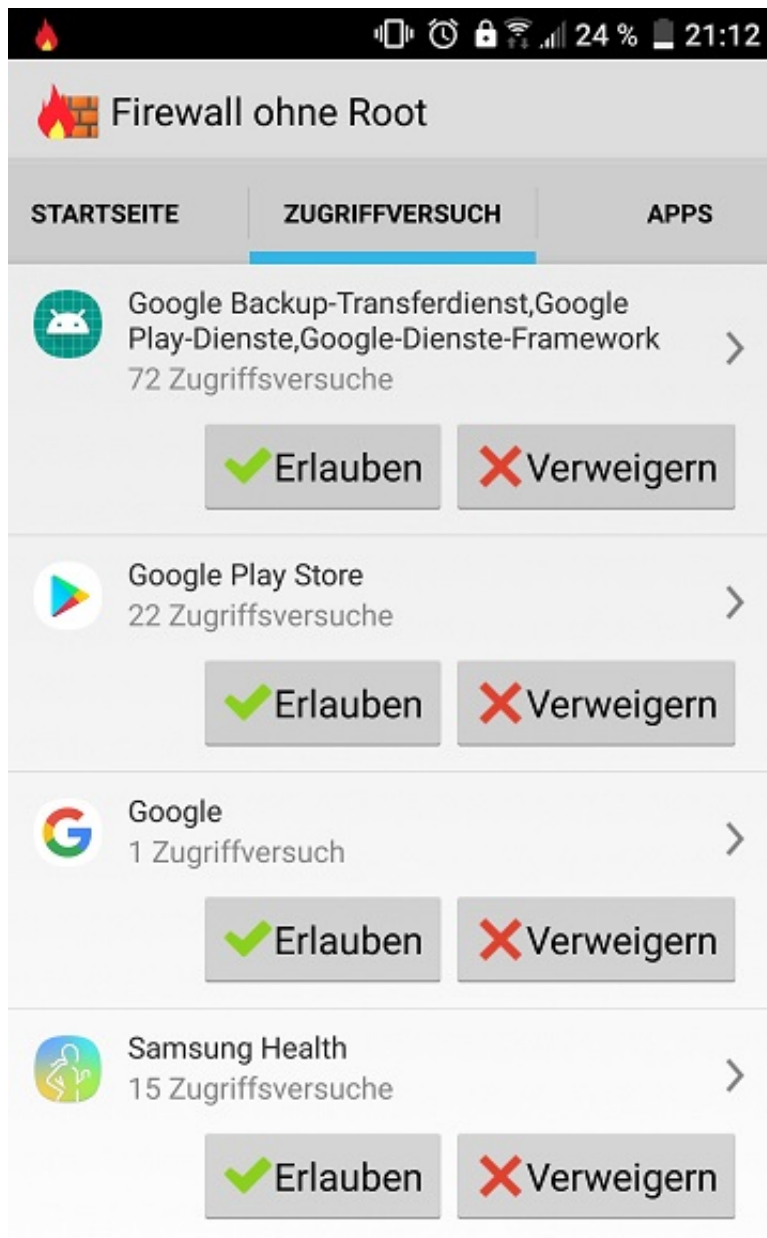 24 % 21:12
Firewall ohne Root
STARTSEITE ZUGRIFFVERSUCH APPS
Google Backup-Transferdienst,Google
Play-Dienste,Google-Dienste-Framework
72 Zugriffsversuche
Erlauben Verweigern
Google Play Store
22 Zugriffsversuche
Erlauben Verweigern
Google
1 Zugriffversuch
Erlauben Verweigern
Samsung Health
15 Zugriffsversuche
Erlauben Verweigern